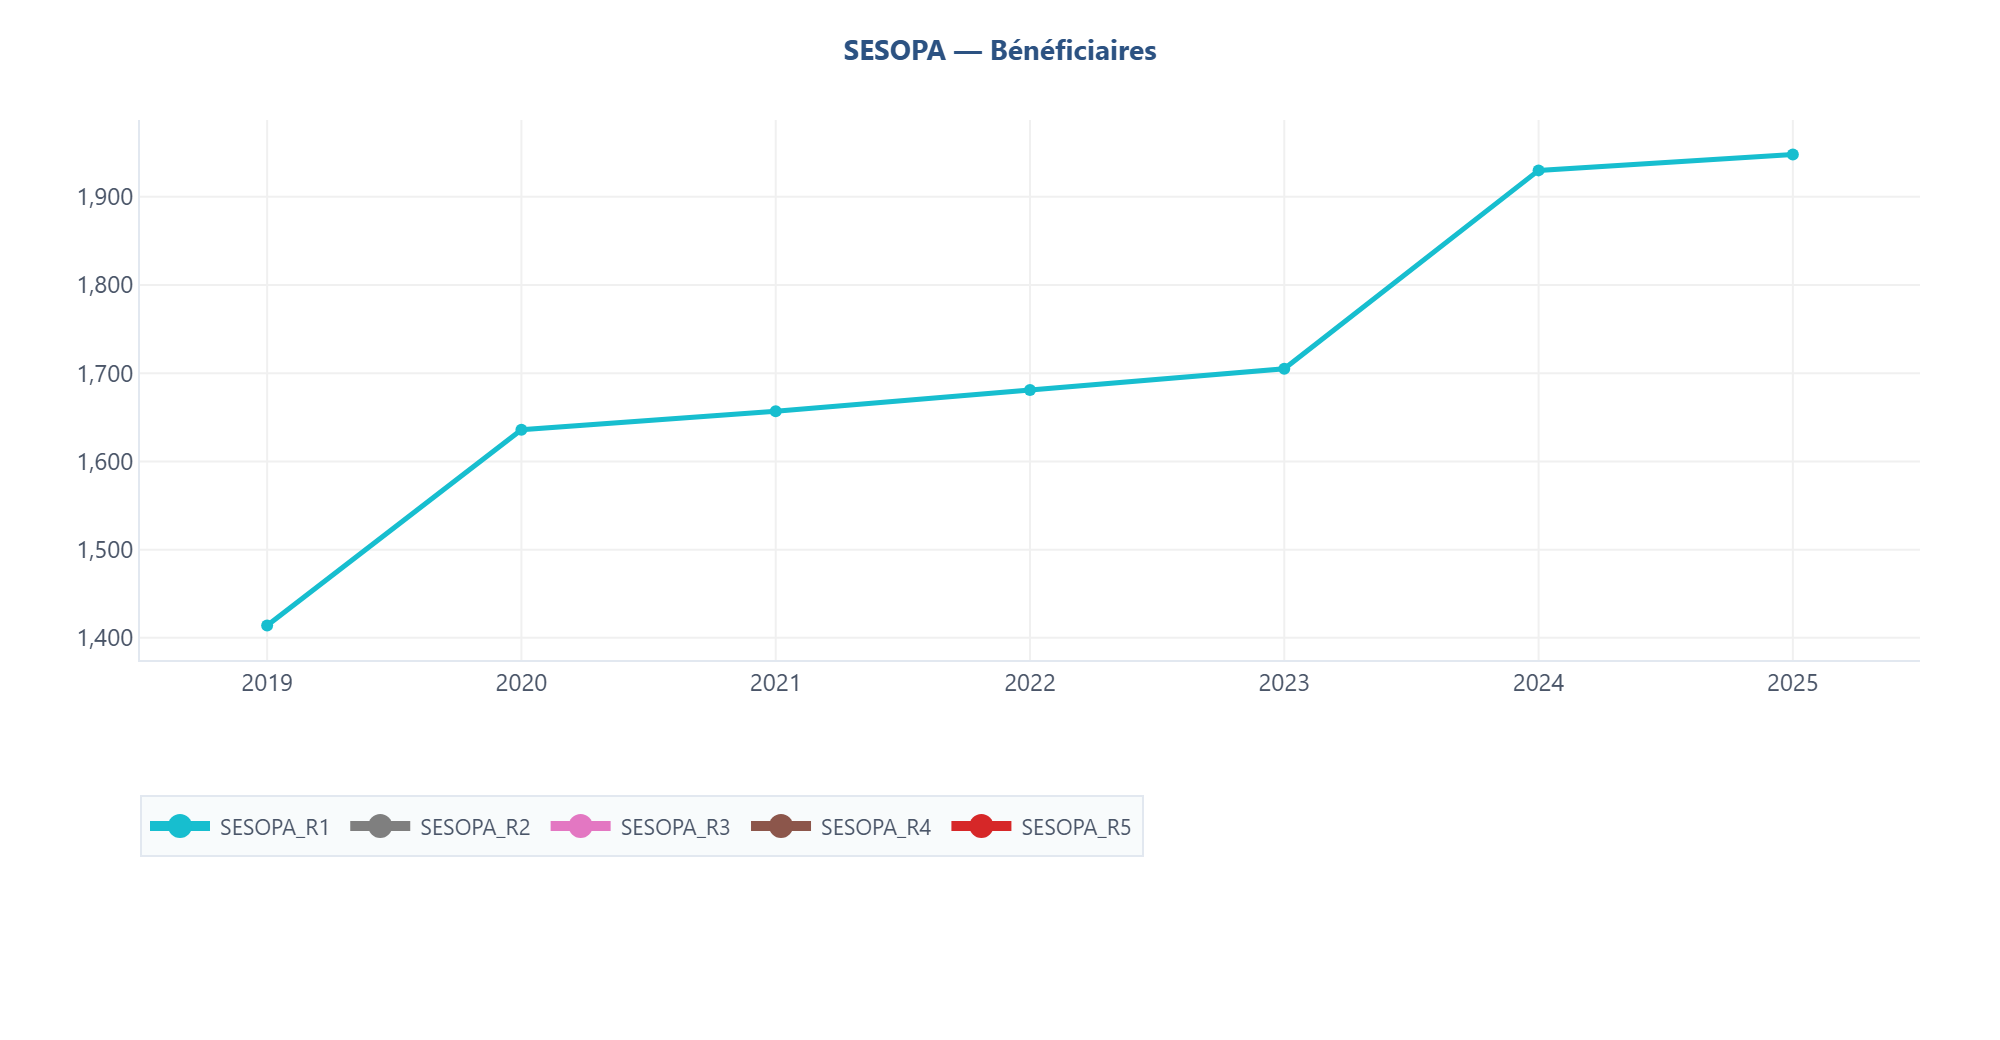 SESOPA — Bénéficiaires
1,900
1,800
1,700
1,600
1,500
1,400
2019 2020 2021 2022 2023 2024 2025
SESOPA_R1 SESOPA_R2 SESOPA_R3 SESOPA_R4 SESOPA_R5